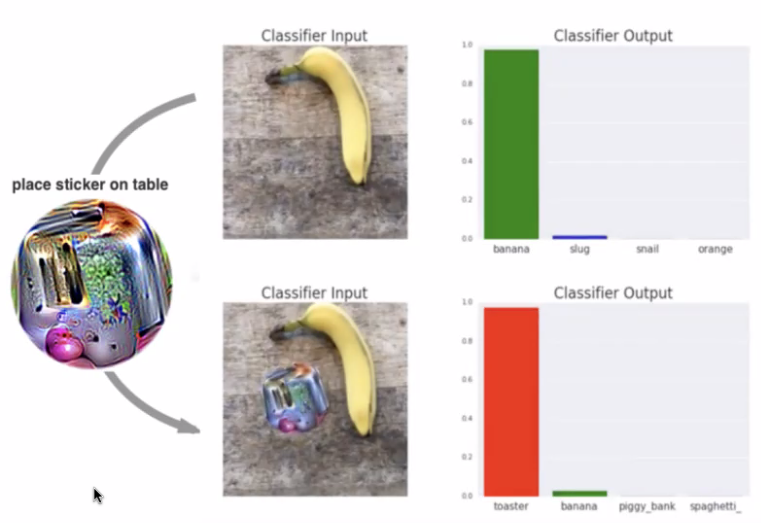 Classifier Input
Classifier Output
1.0
0.8
0.6
0.4
0.2
0.0
banana slug snail orange
place sticker on table
Classifier Input
Classifier Output
1.0
0.8
0.6
0.4
0.2
0.0
toaster banana piggy_bank spaghetti_